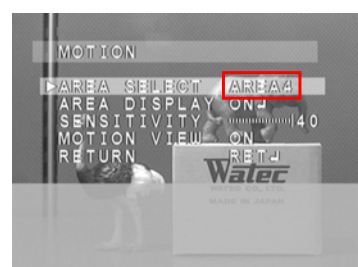 MOTION
▷AREA SELECT AREA4
AREA DISPLAY ON↲
SENSITIVITY 40
MOTION VIEW ON
RETURN RET↲
Watec
WATEC CO., LTD.
MADE IN JAPAN